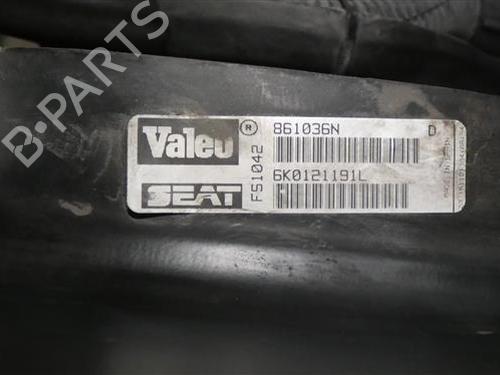 Valeo ®
861036N D
FS1042
SEAT
6K0121191L
B-PARTS